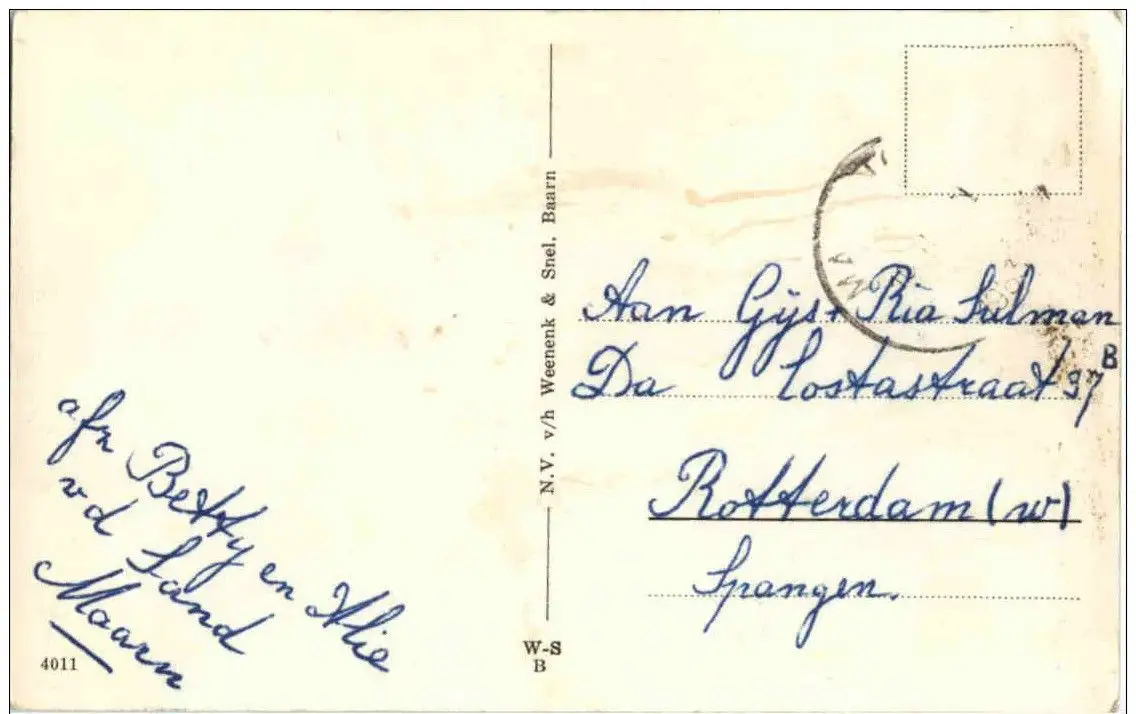 afz Betty en Alie
vd Sand
Maarn
4011
N.V. v/h Weenenk & Snel, Baarn
W-S
B
Aan Gijs + Ria Sulman
Da Costastraat 37 B
Rotterdam (w)
Spangen.